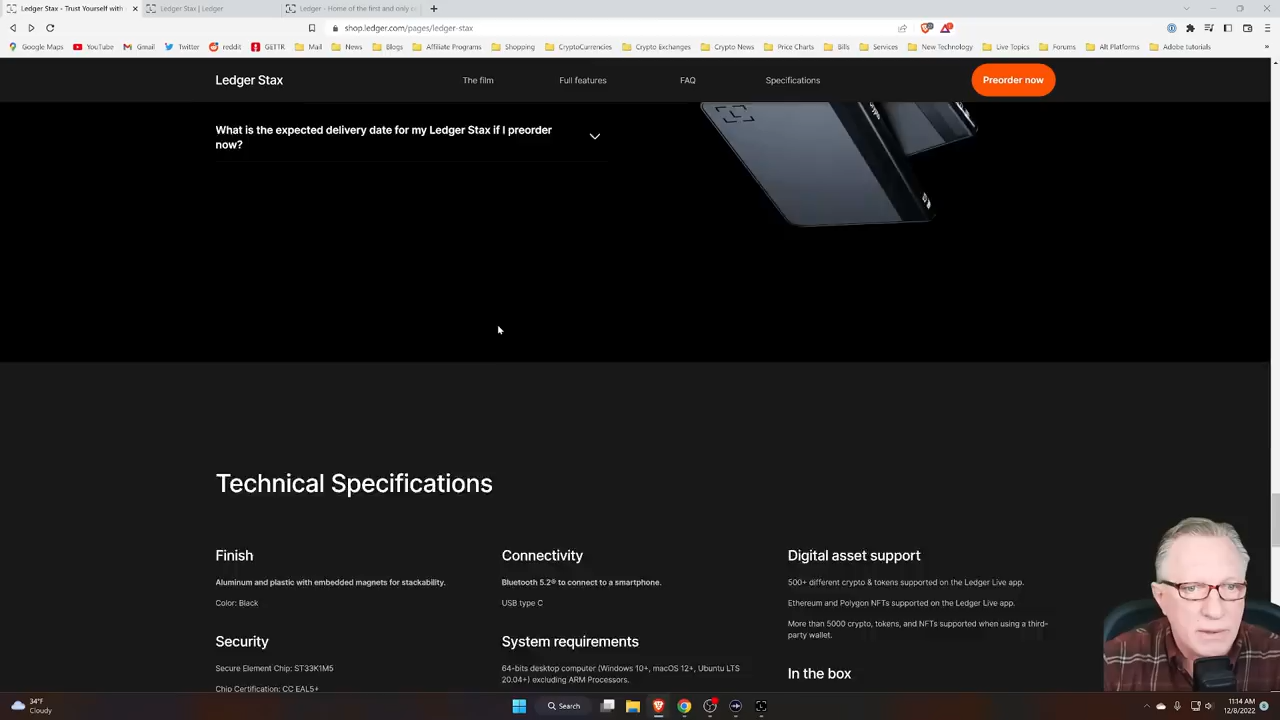 Ledger Stax - Trust Yourself with
Ledger Stax | Ledger
Ledger - Home of the first and only c
shop.ledger.com/pages/ledger-stax
Google Maps
YouTube
Gmail
Twitter
reddit
GETTR
Mail
News
Blogs
Affiliate Programs
Shopping
CryptoCurrencies
Crypto Exchanges
Crypto News
Price Charts
Bills
Services
New Technology
Live Topics
Forums
Alt Platforms
Adobe tutorials
Ledger Stax
The film
Full features
FAQ
Specifications
Preorder now
What is the expected delivery date for my Ledger Stax if I preorder
now?
Technical Specifications
Finish
Aluminum and plastic with embedded magnets for stackability.
Color: Black
Security
Secure Element Chip: ST33K1M5
Chip Certification: CC EAL5+
Connectivity
Bluetooth 5.2® to connect to a smartphone.
USB type C
System requirements
64-bits desktop computer (Windows 10+, macOS 12+, Ubuntu LTS
20.04+) excluding ARM Processors.
Digital asset support
500+ different crypto & tokens supported on the Ledger Live app.
Ethereum and Polygon NFTs supported on the Ledger Live app.
More than 5000 crypto, tokens, and NFTs supported when using a third-
party wallet.
In the box
34°F
Cloudy
Search
11:14 AM
12/8/2022